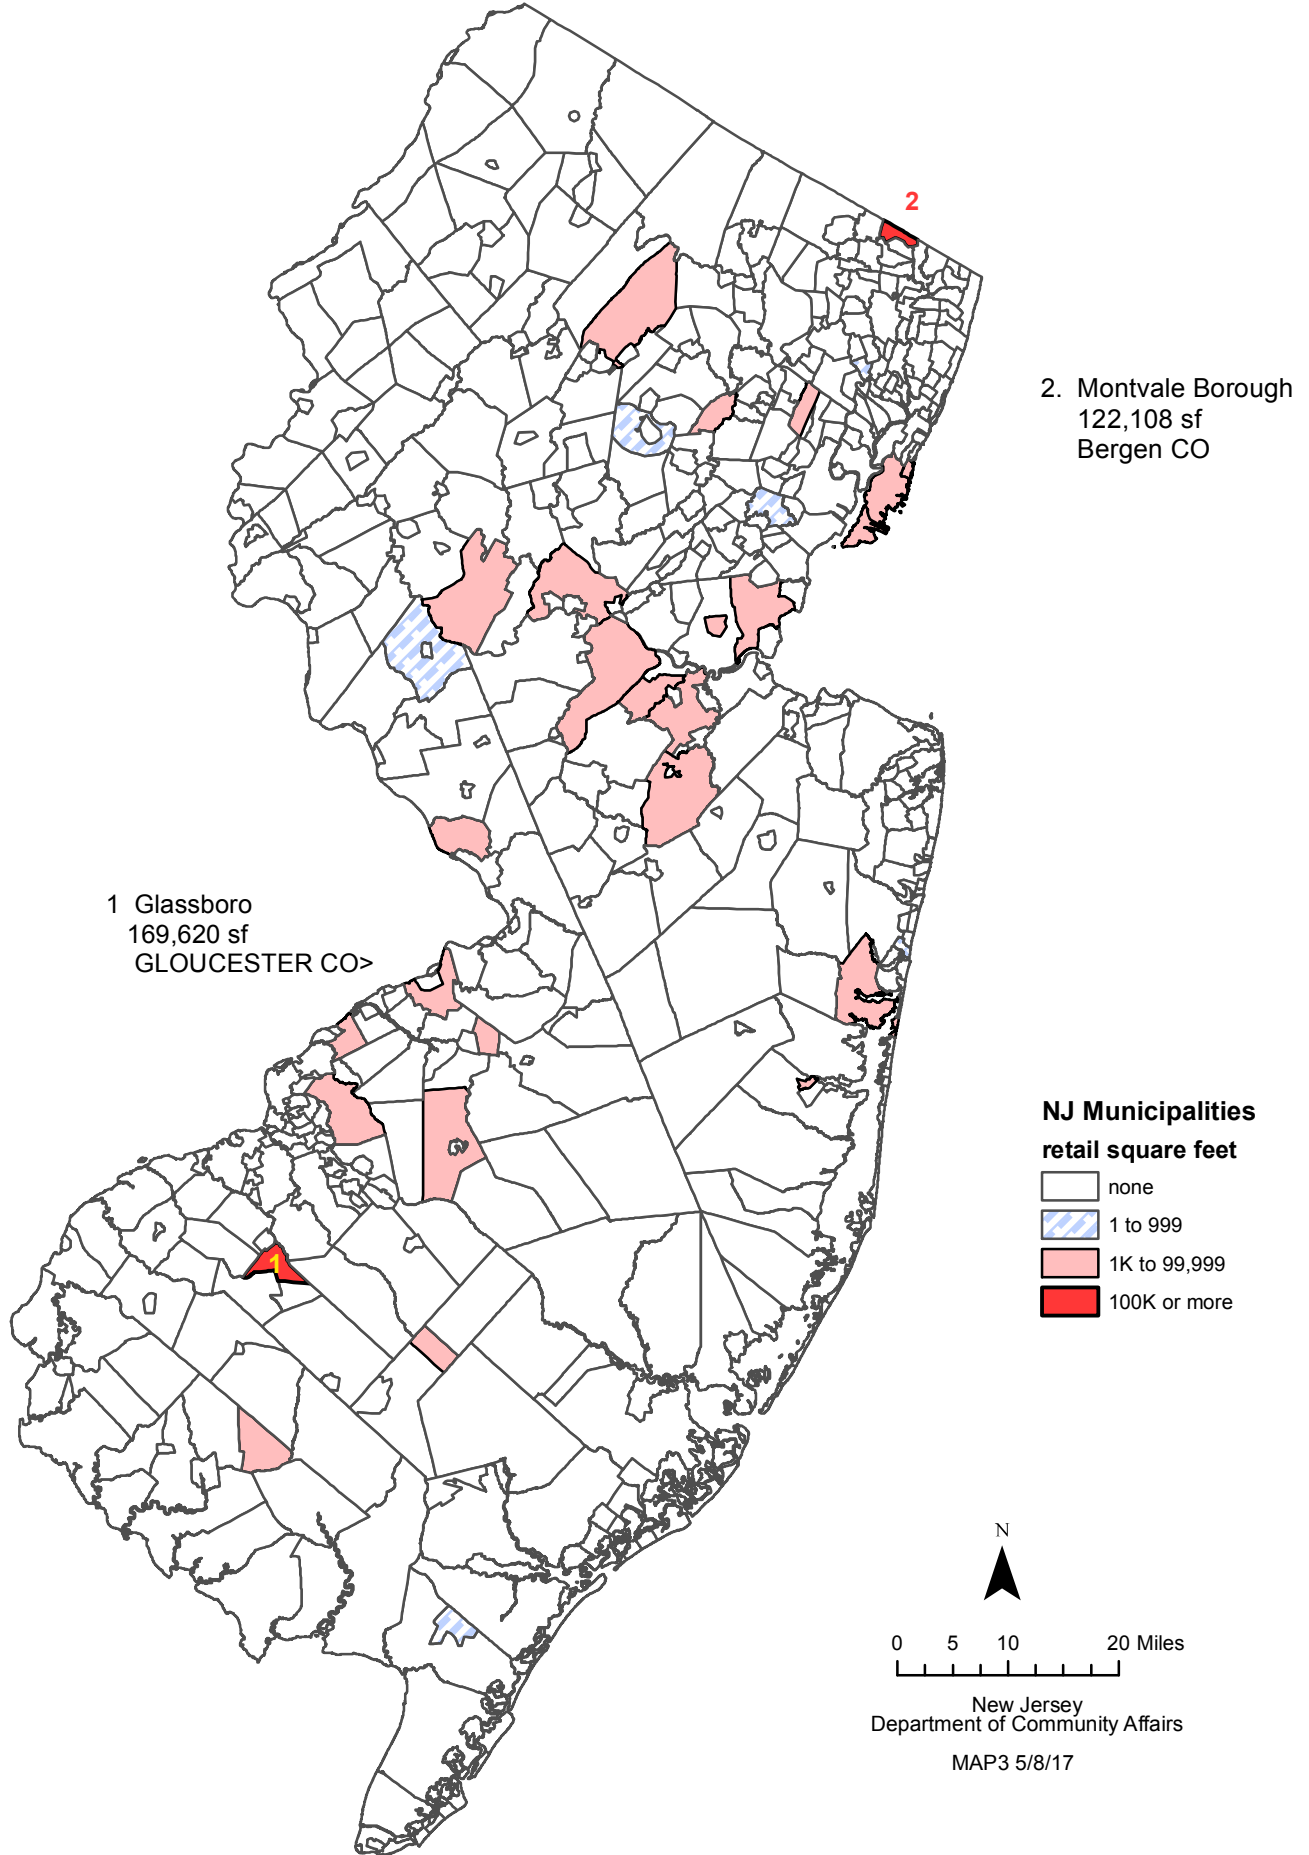 2
2. Montvale Borough
122,108 sf
Bergen CO
1 Glassboro
169,620 sf
GLOUCESTER CO>
1
NJ Municipalities
retail square feet
none
1 to 999
1K to 99,999
100K or more
N
0 5 10 20 Miles
New Jersey
Department of Community Affairs
MAP3 5/8/17